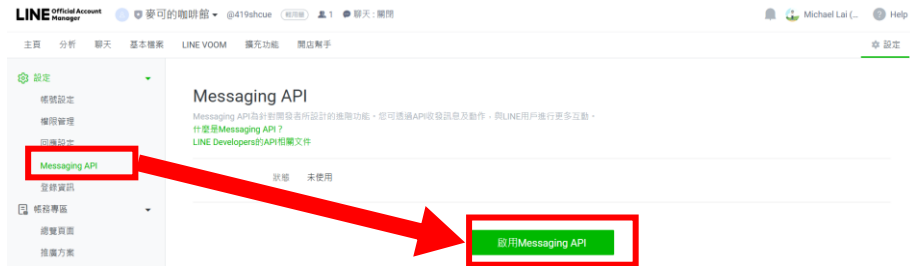 LINE Official Account Manager 麥可的咖啡館 @419shcue 輕用量 1 聊天:關閉 Michael Lai (... Help
主頁 分析 聊天 基本檔案 LINE VOOM 擴充功能 開店幫手 設定
設定
帳號設定
權限管理
回應設定
Messaging API
登錄資訊
帳務專區
總覽頁面
推廣方案
Messaging API
Messaging API為針對開發者所設計的進階功能。您可透過API收發訊息及動作,與LINE用戶進行更多互動。
什麼是Messaging API?
LINE Developers的API相關文件
狀態 未使用
啟用Messaging API